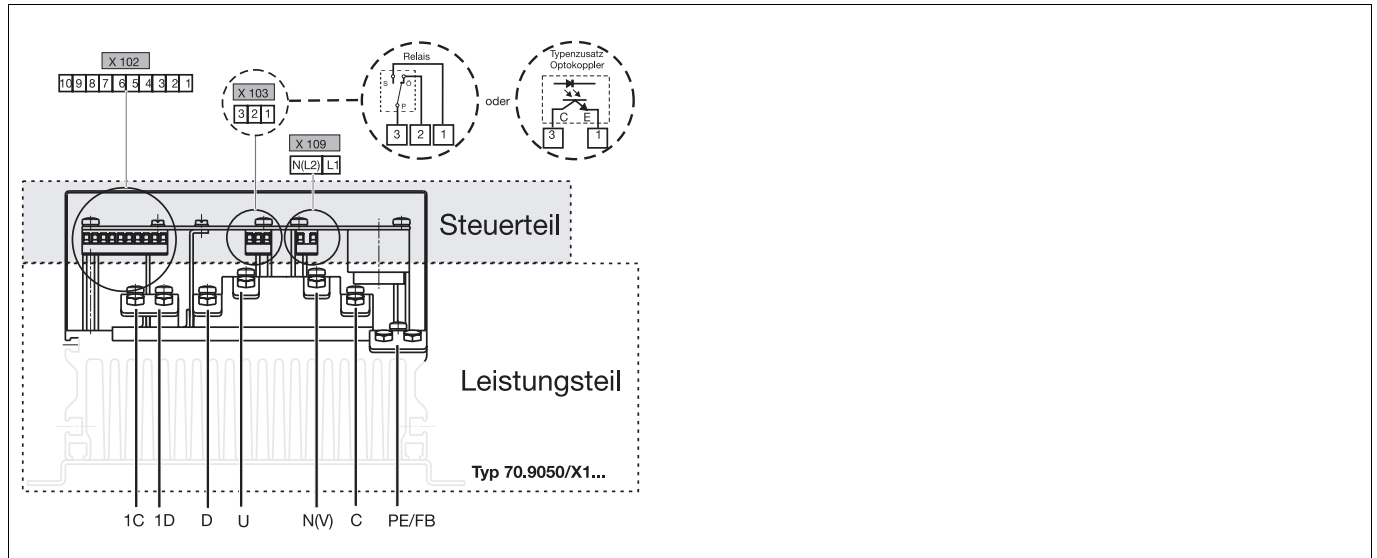 X 102
10 9 8 7 6 5 4 3 2 1
X 103
3 2 1
X 109
N(L2) L1
Relais
S Ö
P
3 2 1
oder
Typenzusatz
Optokoppler
C E
3 1
Steuerteil
Leistungsteil
Typ 70.9050/X1...
1C 1D D U N(V) C PE/FB